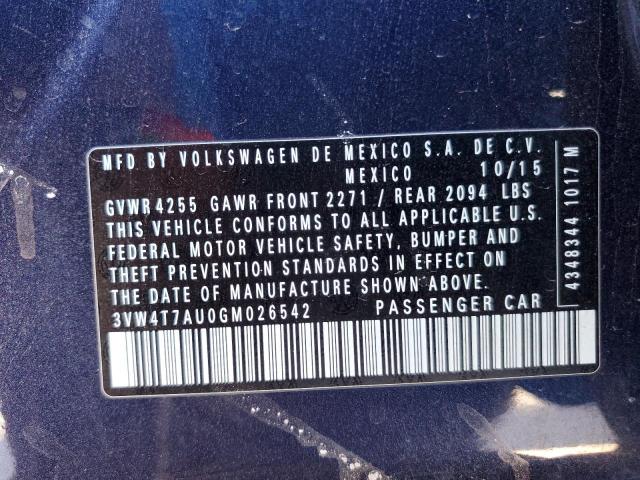 MFD BY VOLKSWAGEN DE MEXICO S.A. DE C.V.
MEXICO 10/15
GVWR 4255 GAWR FRONT 2271 / REAR 2094 LBS
THIS VEHICLE CONFORMS TO ALL APPLICABLE U.S.
FEDERAL MOTOR VEHICLE SAFETY, BUMPER AND
THEFT PREVENTION STANDARDS IN EFFECT ON
THE DATE OF MANUFACTURE SHOWN ABOVE.
3VW4T7AU0GM026542 PASSENGER CAR
4348344 1017 M